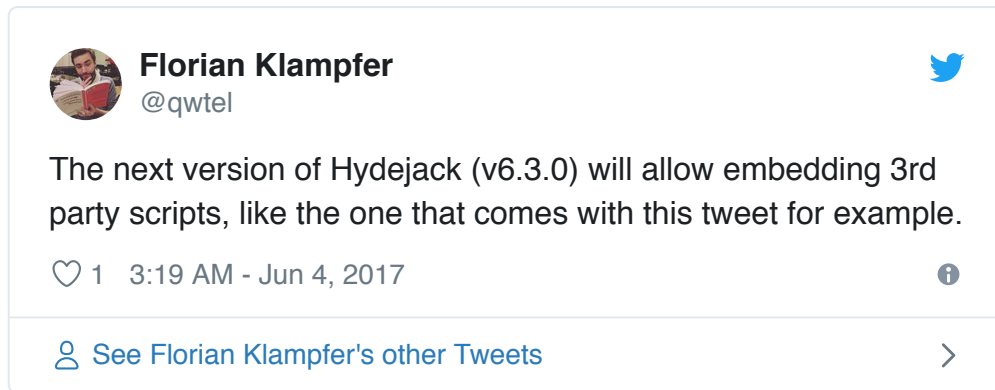 Florian Klampfer
@qwtel
The next version of Hydejack (v6.3.0) will allow embedding 3rd
party scripts, like the one that comes with this tweet for example.
1 3:19 AM - Jun 4, 2017
See Florian Klampfer's other Tweets